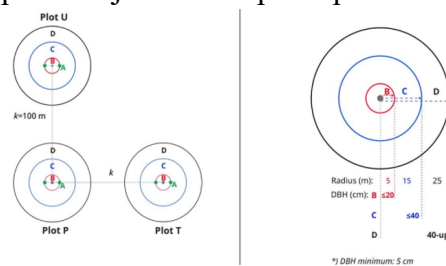 Plot U
D
C
B
A
k=100 m
D
C
B
A
k
D
C
B
A
Plot P
Plot T
B
C
D
Radius (m): 5 15 25
DBH (cm): B ≤20
C ≤40
D 40-up
*) DBH minimum: 5 cm